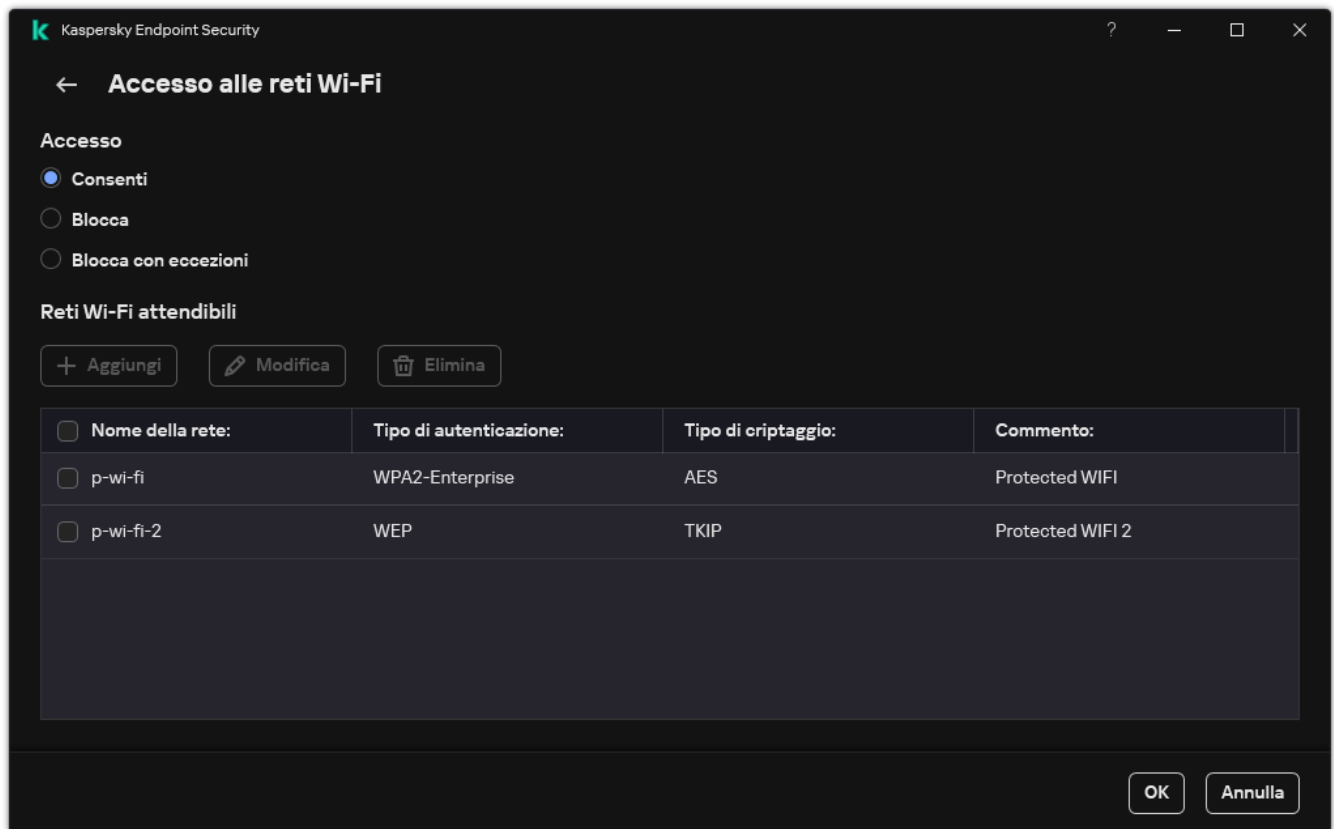 Kaspersky Endpoint Security ?
Accesso alle reti Wi-Fi
Accesso
Consenti
Blocca
Blocca con eccezioni
Reti Wi-Fi attendibili
Aggiungi Modifica Elimina
Nome della rete: Tipo di autenticazione: Tipo di criptaggio: Commento:
p-wi-fi WPA2-Enterprise AES Protected WIFI
p-wi-fi-2 WEP TKIP Protected WIFI 2
OK Annulla